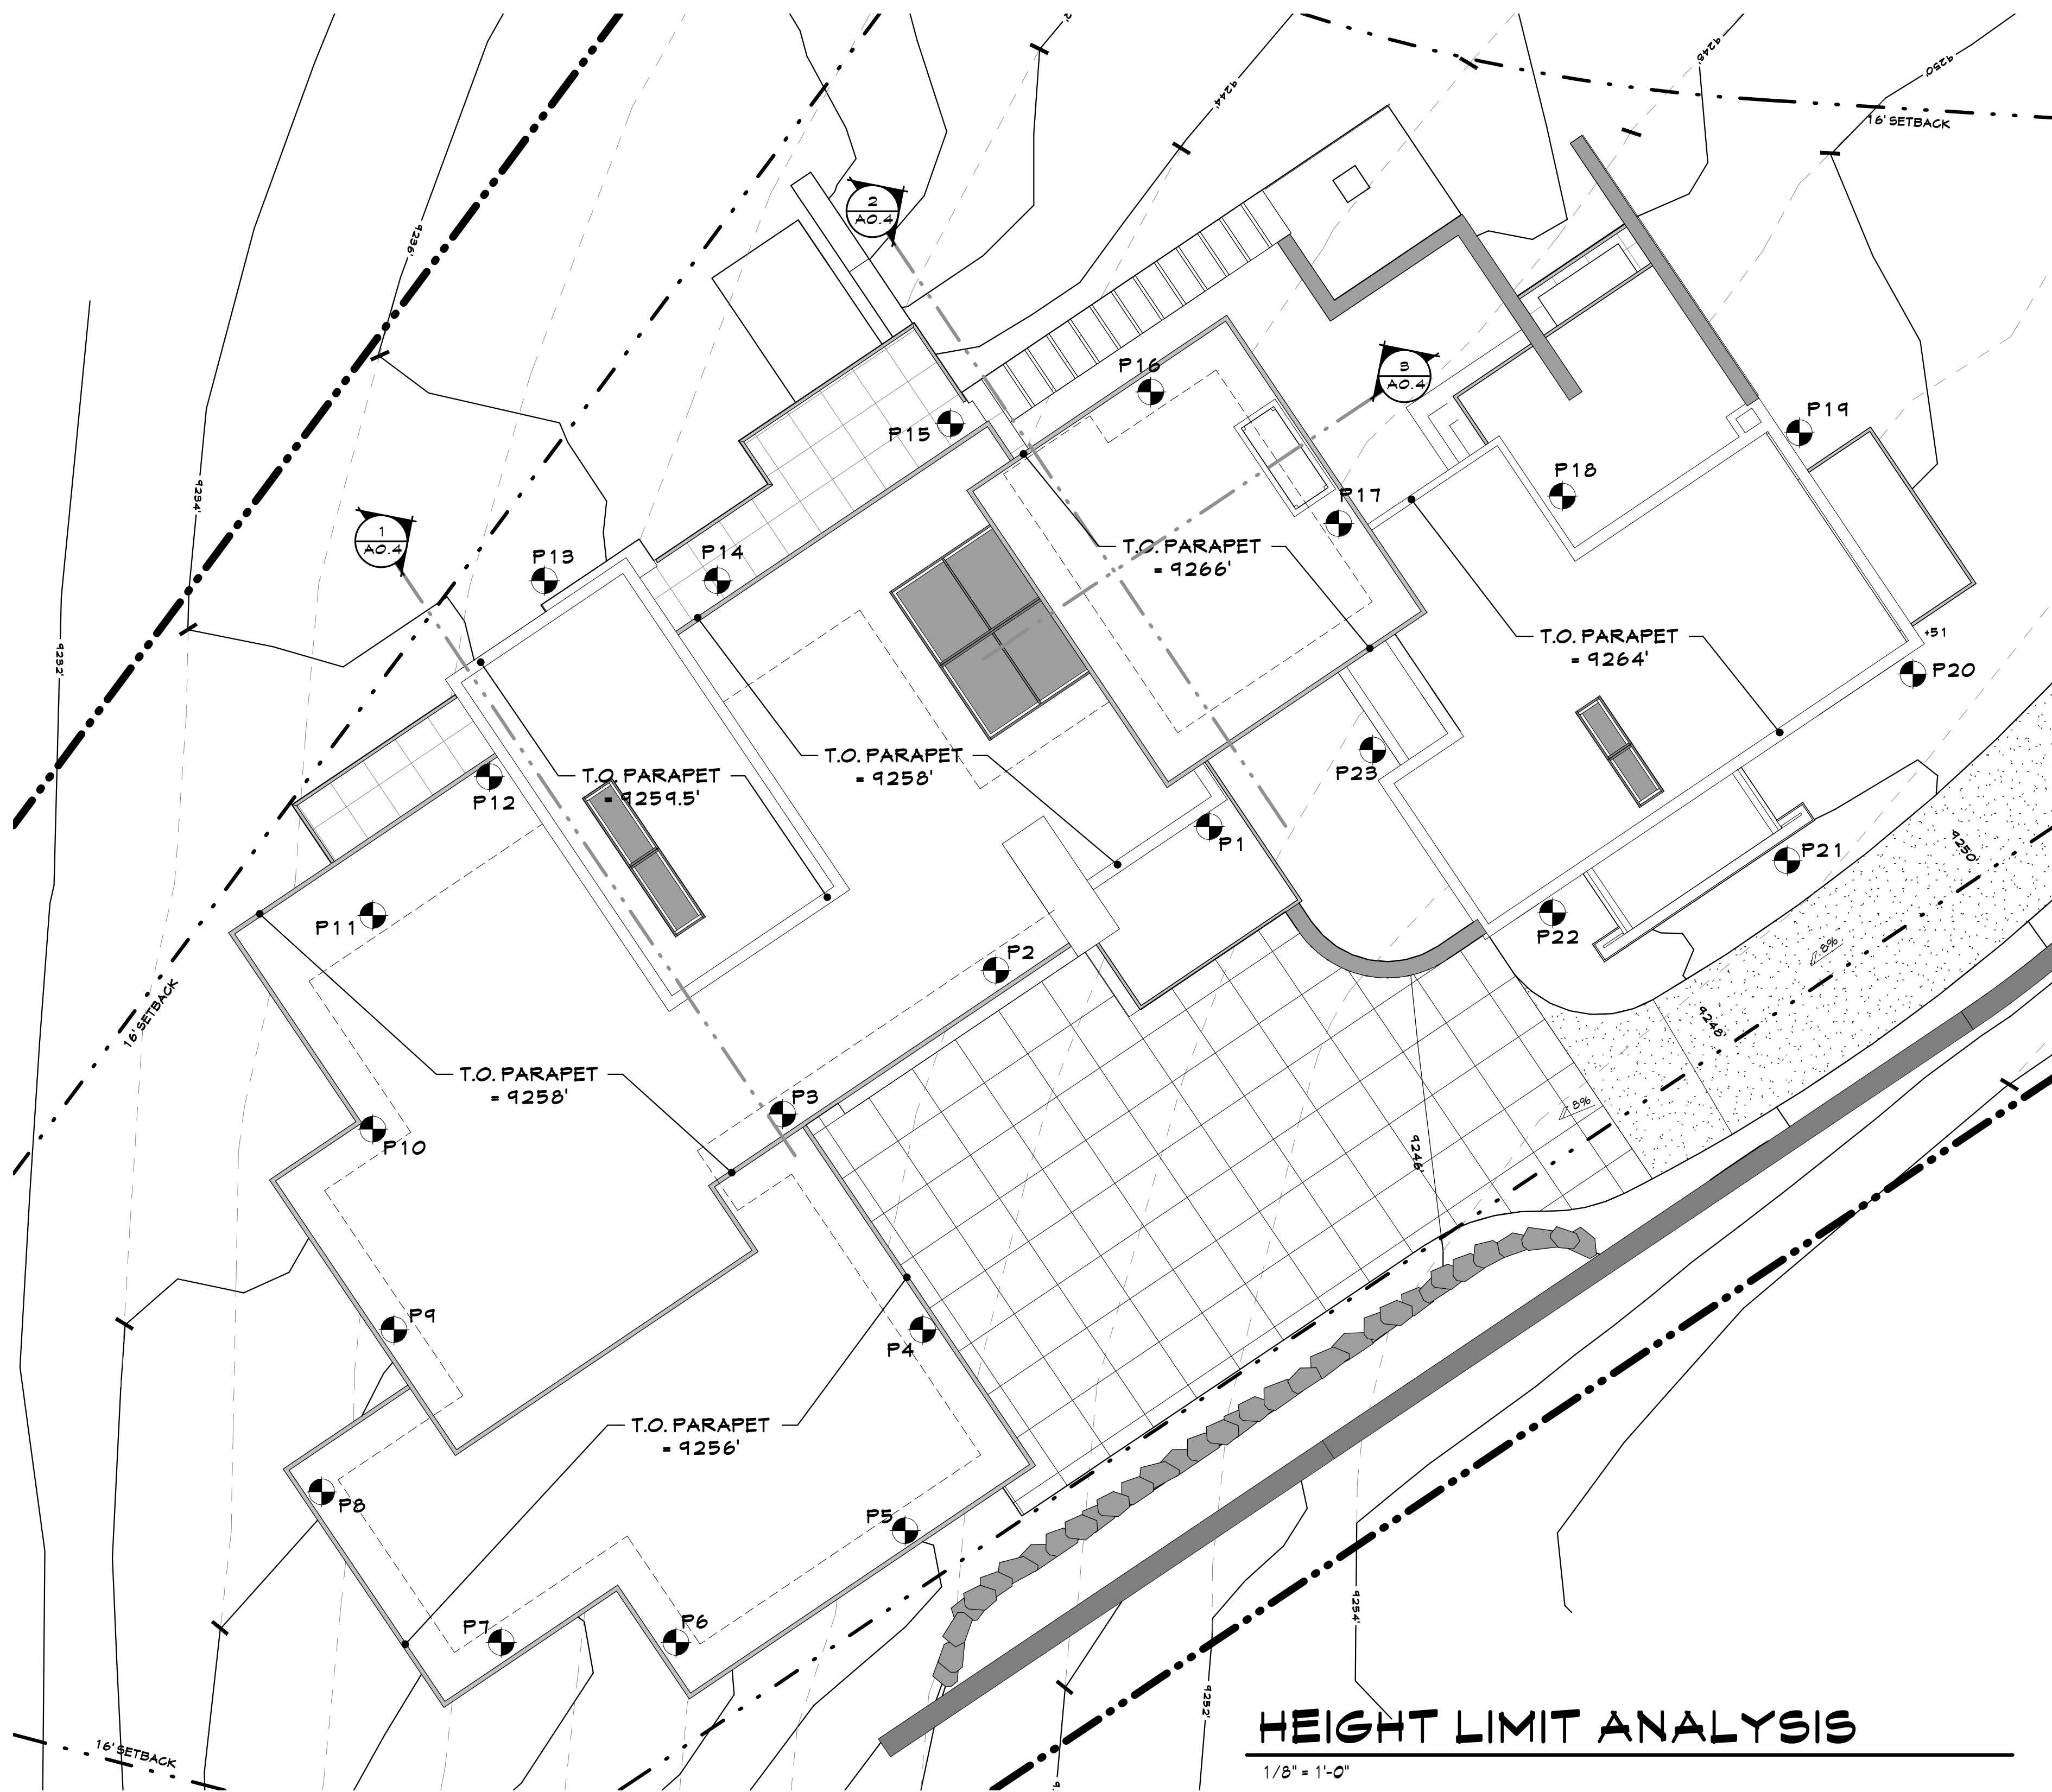 9244'
9248'
9250'
16' SETBACK
2
A0.4
9236'
P16
3
A0.4
P15
P19
9234'
P18
P17
1
A0.4
P13
P14
T.O. PARAPET
= 9266'
T.O. PARAPET
= 9264'
+51
P20
9232'
T.O. PARAPET
= 9258'
T.O. PARAPET
= 9259.5'
P23
P12
P1
P21
9250'
P11
P22
8%
P2
16' SETBACK
9248'
T.O. PARAPET
= 9258'
P3
8%
P10
9246'
P9
P4
T.O. PARAPET
= 9256'
P8
P5
9254'
P7
P6
9252'
16' SETBACK
HEIGHT LIMIT ANALYSIS
1/8" = 1'-0"